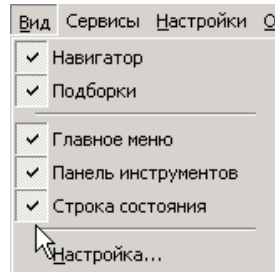 Вид Сервисы Настройки О
Навигатор
Подборки
Главное меню
Панель инструментов
Строка состояния
Настройка...